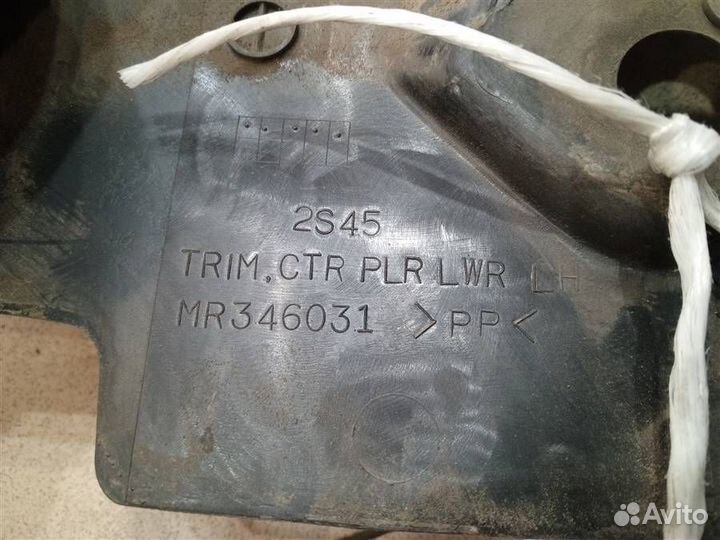 2S45
TRIM, CTR PLR LWR LH
MR346031 >PP<
Avito